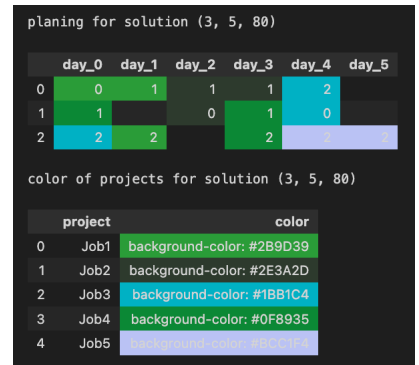 planing for solution (3, 5, 80)
day_0 day_1 day_2 day_3 day_4 day_5
0 0 1 1 1 2
1 1 0 1 0
2 2 2 2 2 2
color of projects for solution (3, 5, 80)
project color
0 Job1 background-color: #2B9D39
1 Job2 background-color: #2E3A2D
2 Job3 background-color: #1BB1C4
3 Job4 background-color: #0F8935
4 Job5 background-color: #BCC1F4